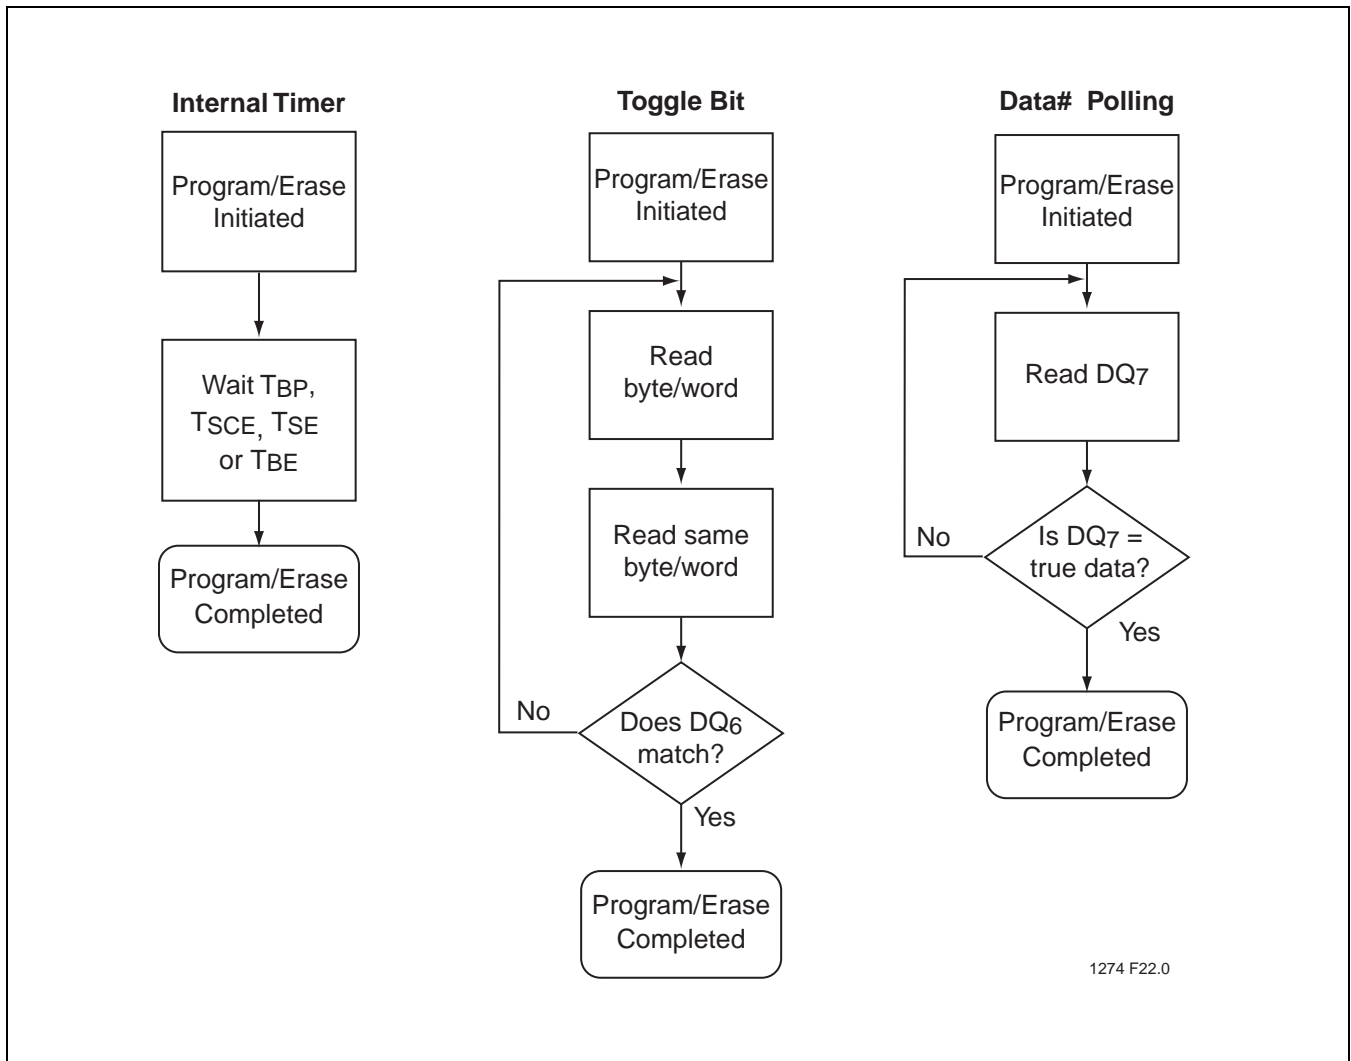 Internal Timer
Program/Erase
Initiated
Wait TBP,
TSCE, TSE
or TBE
Program/Erase
Completed
Toggle Bit
Program/Erase
Initiated
Read
byte/word
Read same
byte/word
No
Does DQ6
match?
Yes
Program/Erase
Completed
Data# Polling
Program/Erase
Initiated
Read DQ7
No
Is DQ7 =
true data?
Yes
Program/Erase
Completed
1274 F22.0